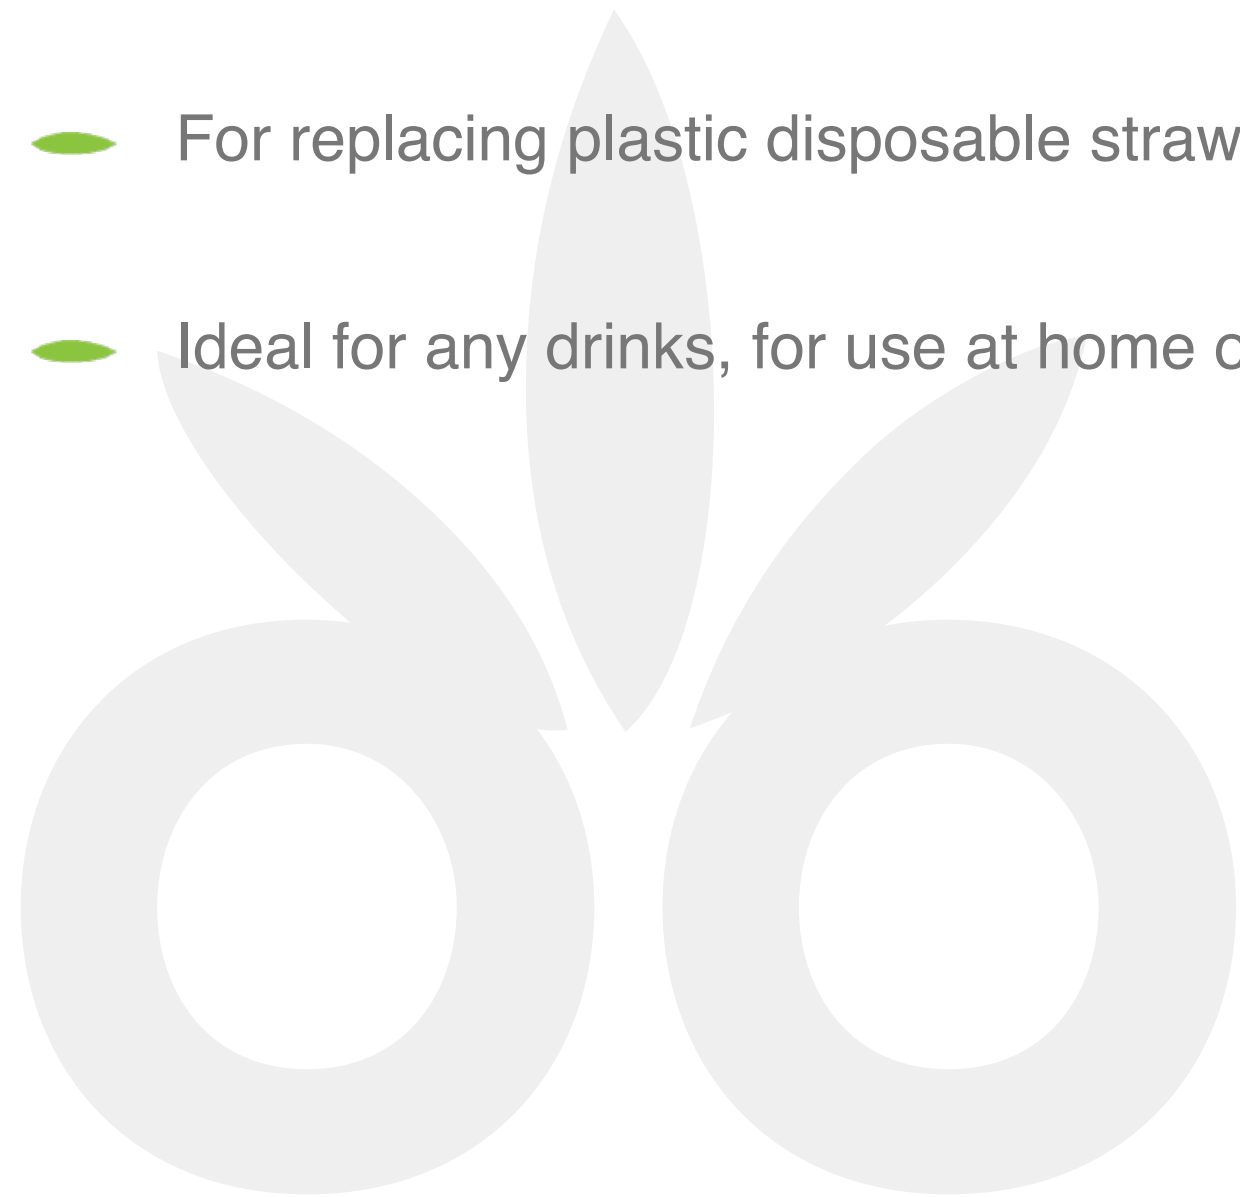 For replacing plastic disposable straw
Ideal for any drinks, for use at home o